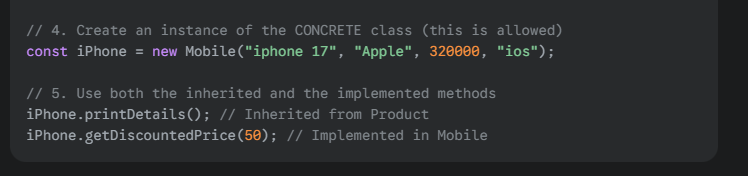 // 4. Create an instance of the CONCRETE class (this is allowed)
const iPhone = new Mobile("iphone 17", "Apple", 320000, "ios");
// 5. Use both the inherited and the implemented methods
iPhone.printDetails(); // Inherited from Product
iPhone.getDiscountedPrice(50); // Implemented in Mobile